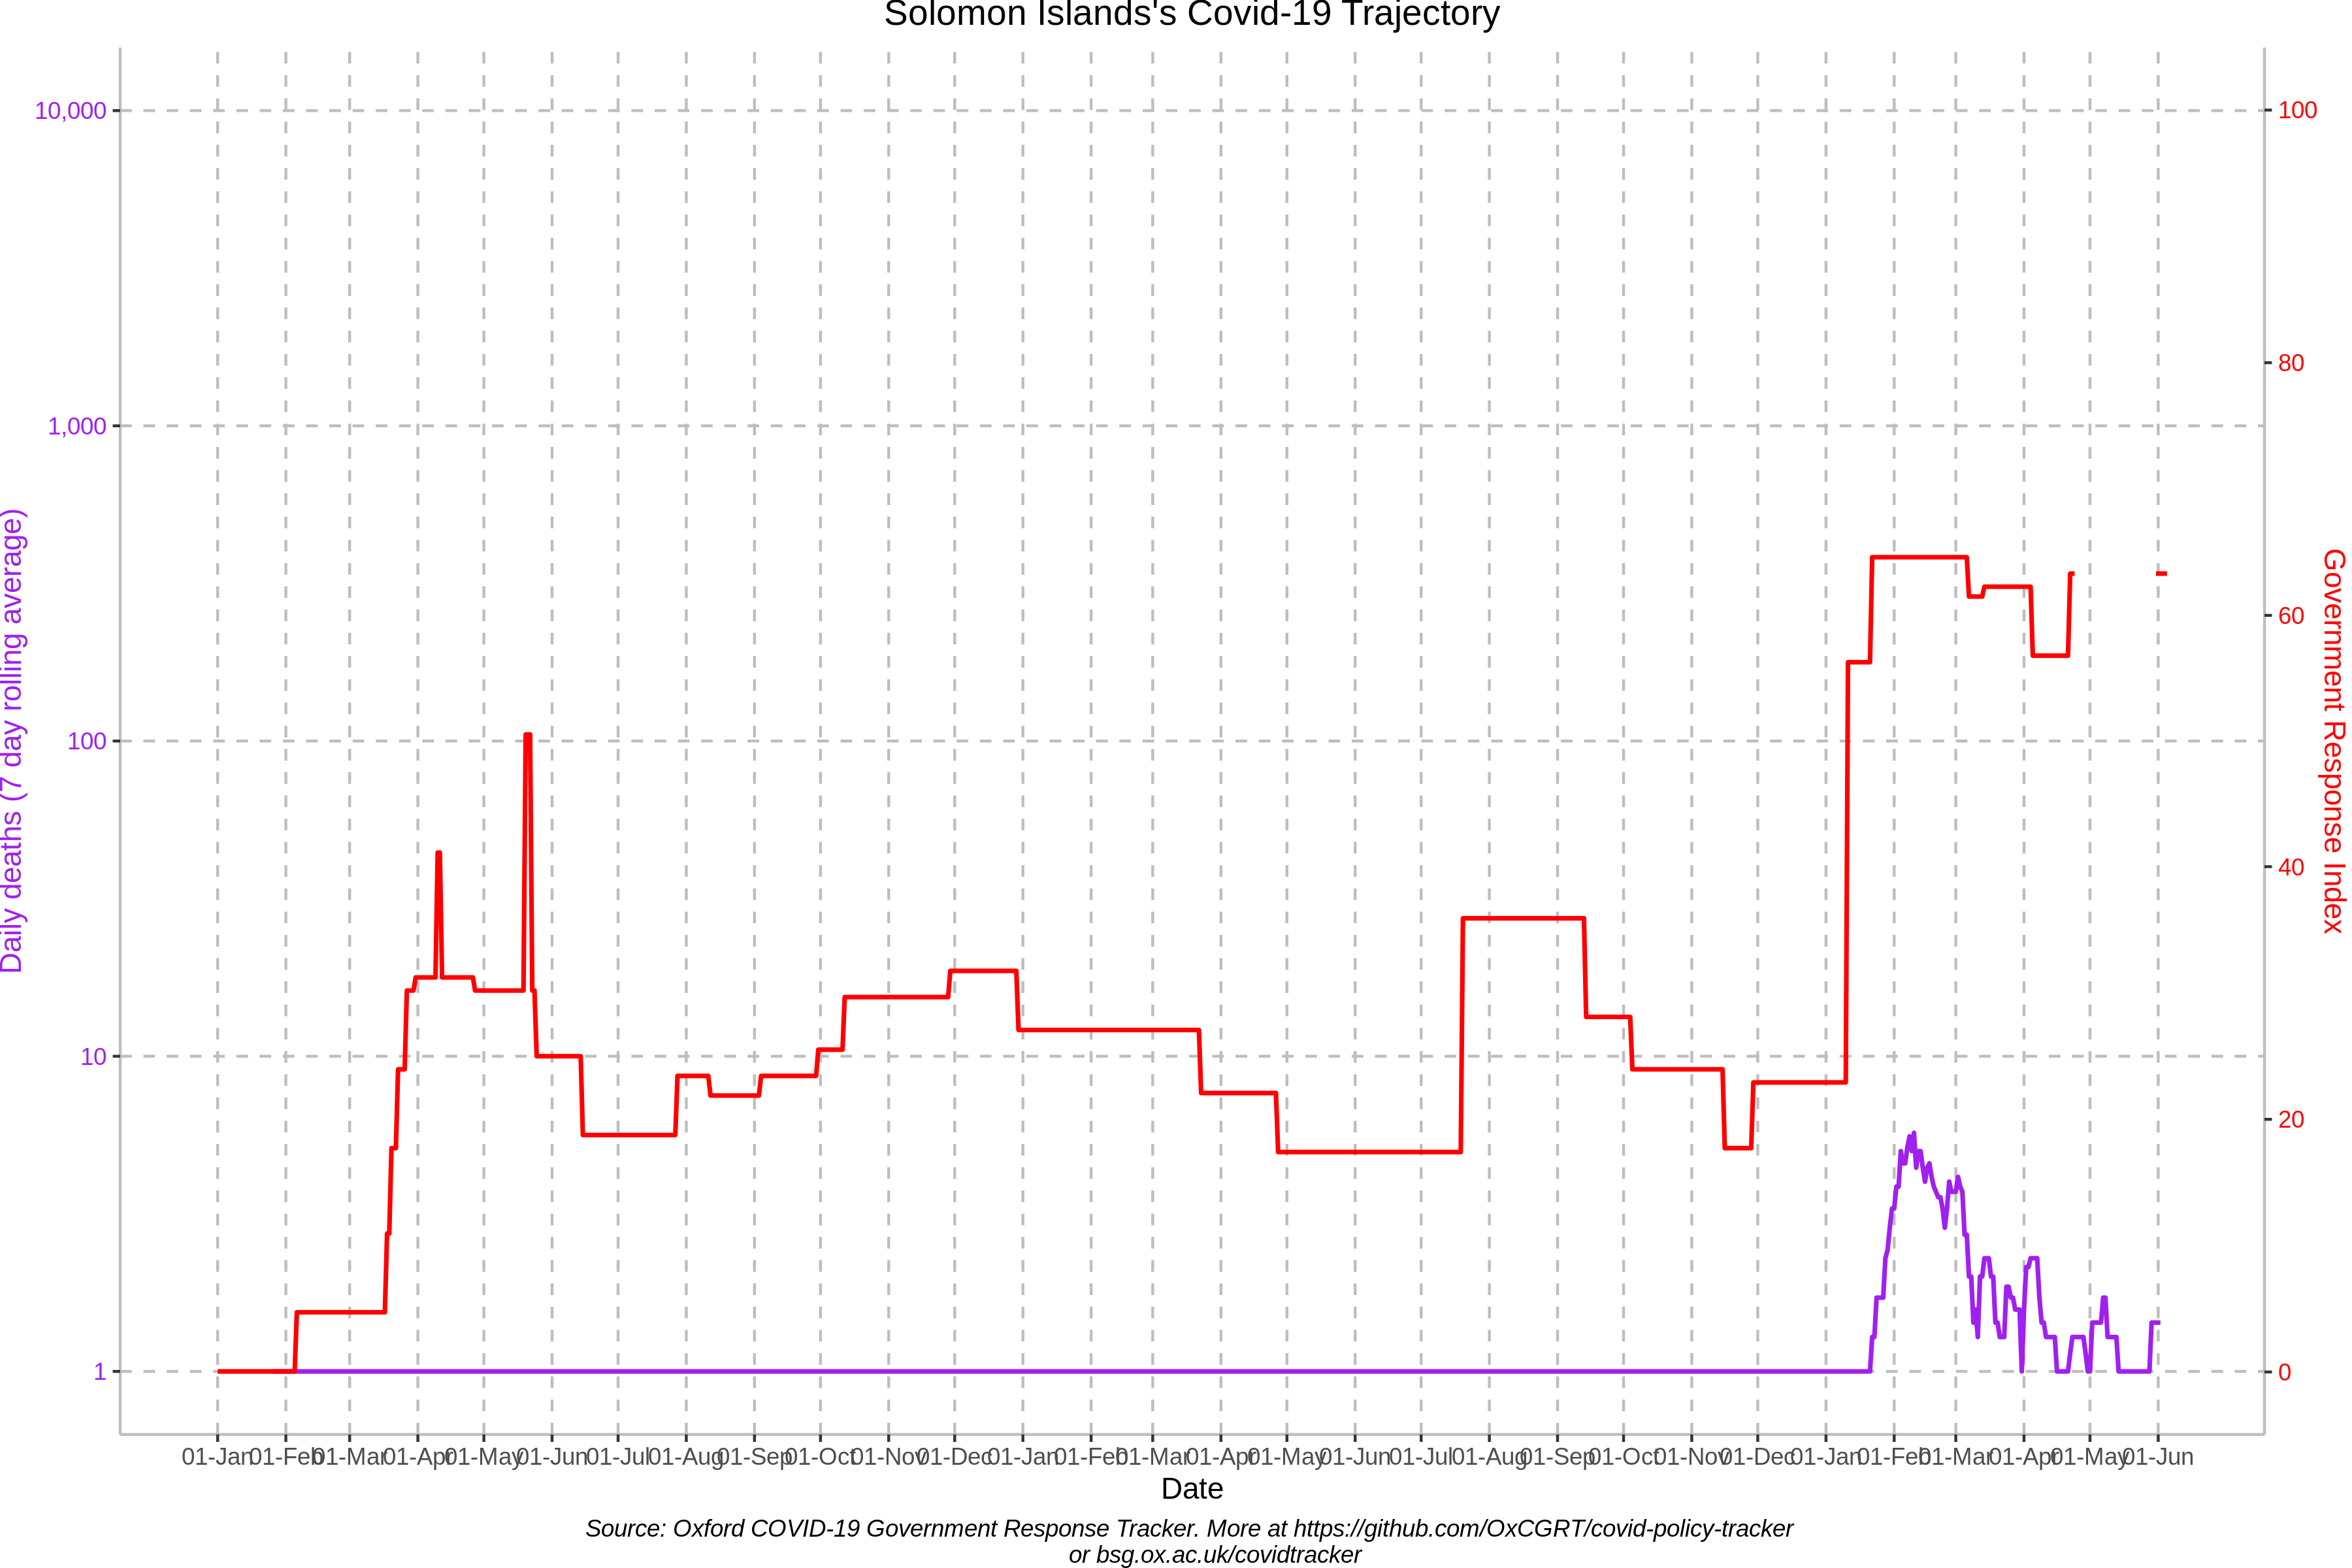 Solomon Islands's Covid-19 Trajectory
10,000
1,000
100
10
1
Daily deaths (7 day rolling average)
100
80
60
40
20
0
Government Response Index
01-Jan 01-Feb 01-Mar 01-Apr 01-May 01-Jun 01-Jul 01-Aug 01-Sep 01-Oct 01-Nov 01-Dec 01-Jan 01-Feb 01-Mar 01-Apr 01-May 01-Jun 01-Jul 01-Aug 01-Sep 01-Oct 01-Nov 01-Dec 01-Jan 01-Feb 01-Mar 01-Apr 01-May 01-Jun
Date
Source: Oxford COVID-19 Government Response Tracker. More at https://github.com/OxCGRT/covid-policy-tracker
or bsg.ox.ac.uk/covidtracker